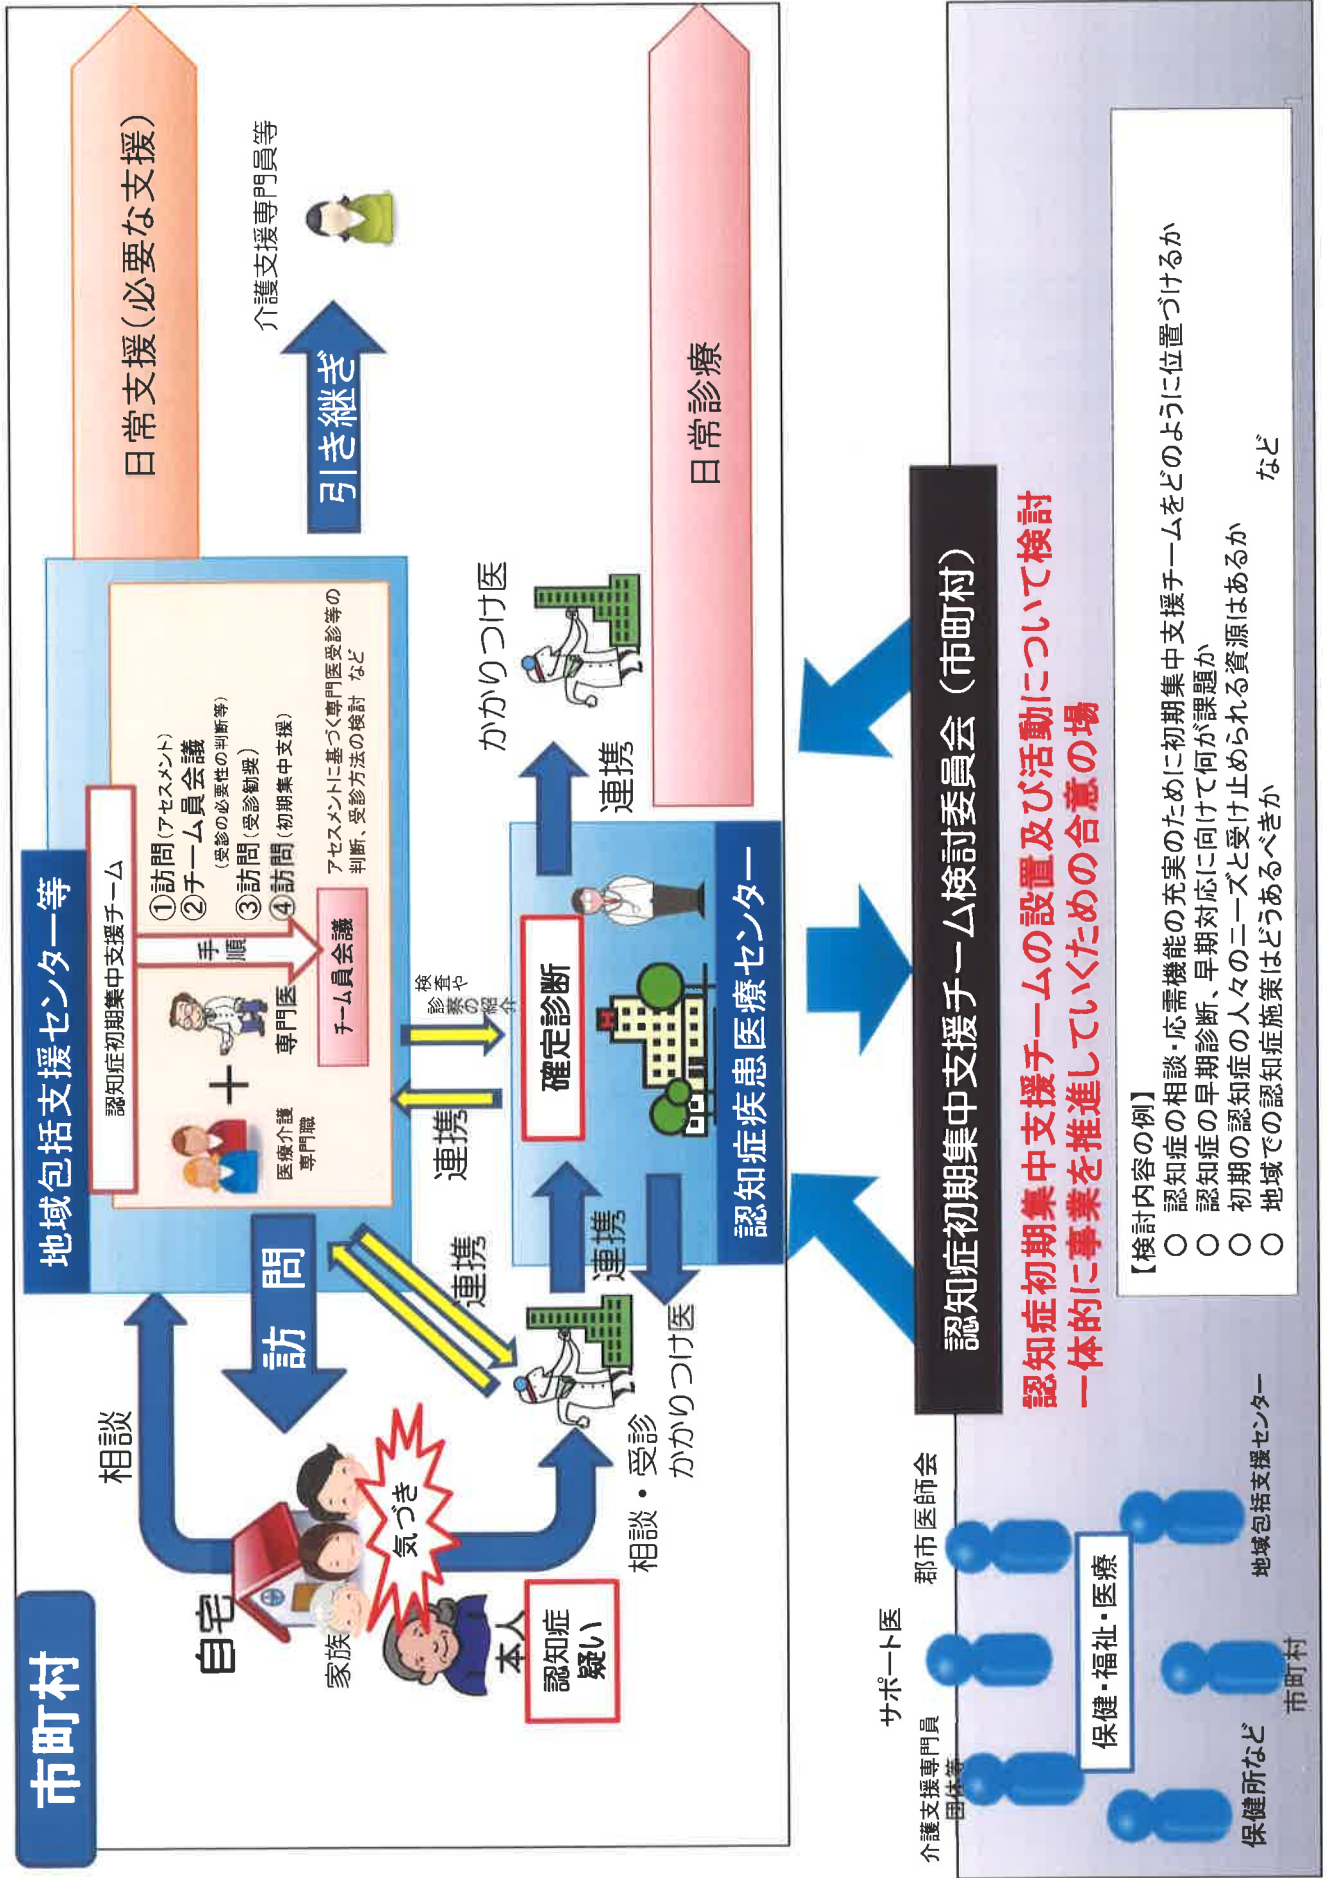 市町村
地域包括支援センター等
日常支援(必要な支援)
認知症初期集中支援チーム
相談
①訪問(アセスメント)
②チーム員会議
(受診の必要性の判断等)
③訪問(受診勧奨)
④訪問(初期集中支援)
手順
自宅
家族
訪問
医療介護
専門職
専門医
チーム員会議
アセスメントに基づく専門医受診等の
判断、受診方法の検討 など
引き継ぎ
介護支援専門員等
気づき
本人
認知症
疑い
連携
連携
検査や
診察の紹介
かかりつけ医
確定診断
連携
連携
日常診療
相談・受診
かかりつけ医
認知症疾患医療センター
認知症初期集中支援チーム検討委員会(市町村)
認知症初期集中支援チームの設置及び活動について検討
一体的に事業を推進していくための合意の場
サポート医
郡市医師会
介護支援専門員
団体等
保健・福祉・医療
保健所など
市町村
地域包括支援センター
【検討内容の例】
○ 認知症の相談・応需機能の充実のために初期集中支援チームをどのように位置づけるか
○ 認知症の早期診断、早期対応に向けて何が課題か
○ 初期の認知症の人々のニーズと受け止められる資源はあるか
○ 地域での認知症施策はどうあるべきか
など